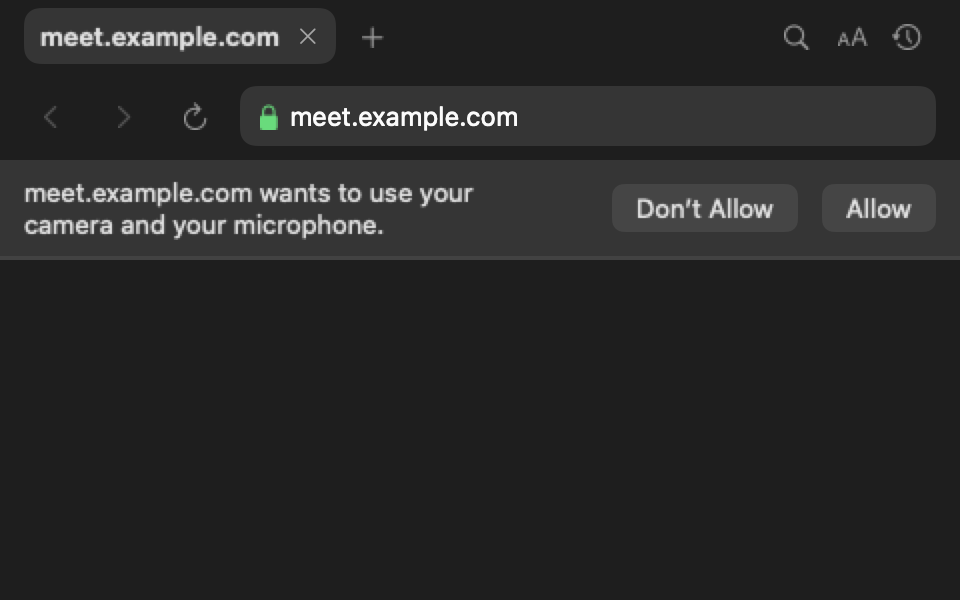 meet.example.com
AA
meet.example.com
meet.example.com wants to use your
camera and your microphone.
Don’t Allow
Allow